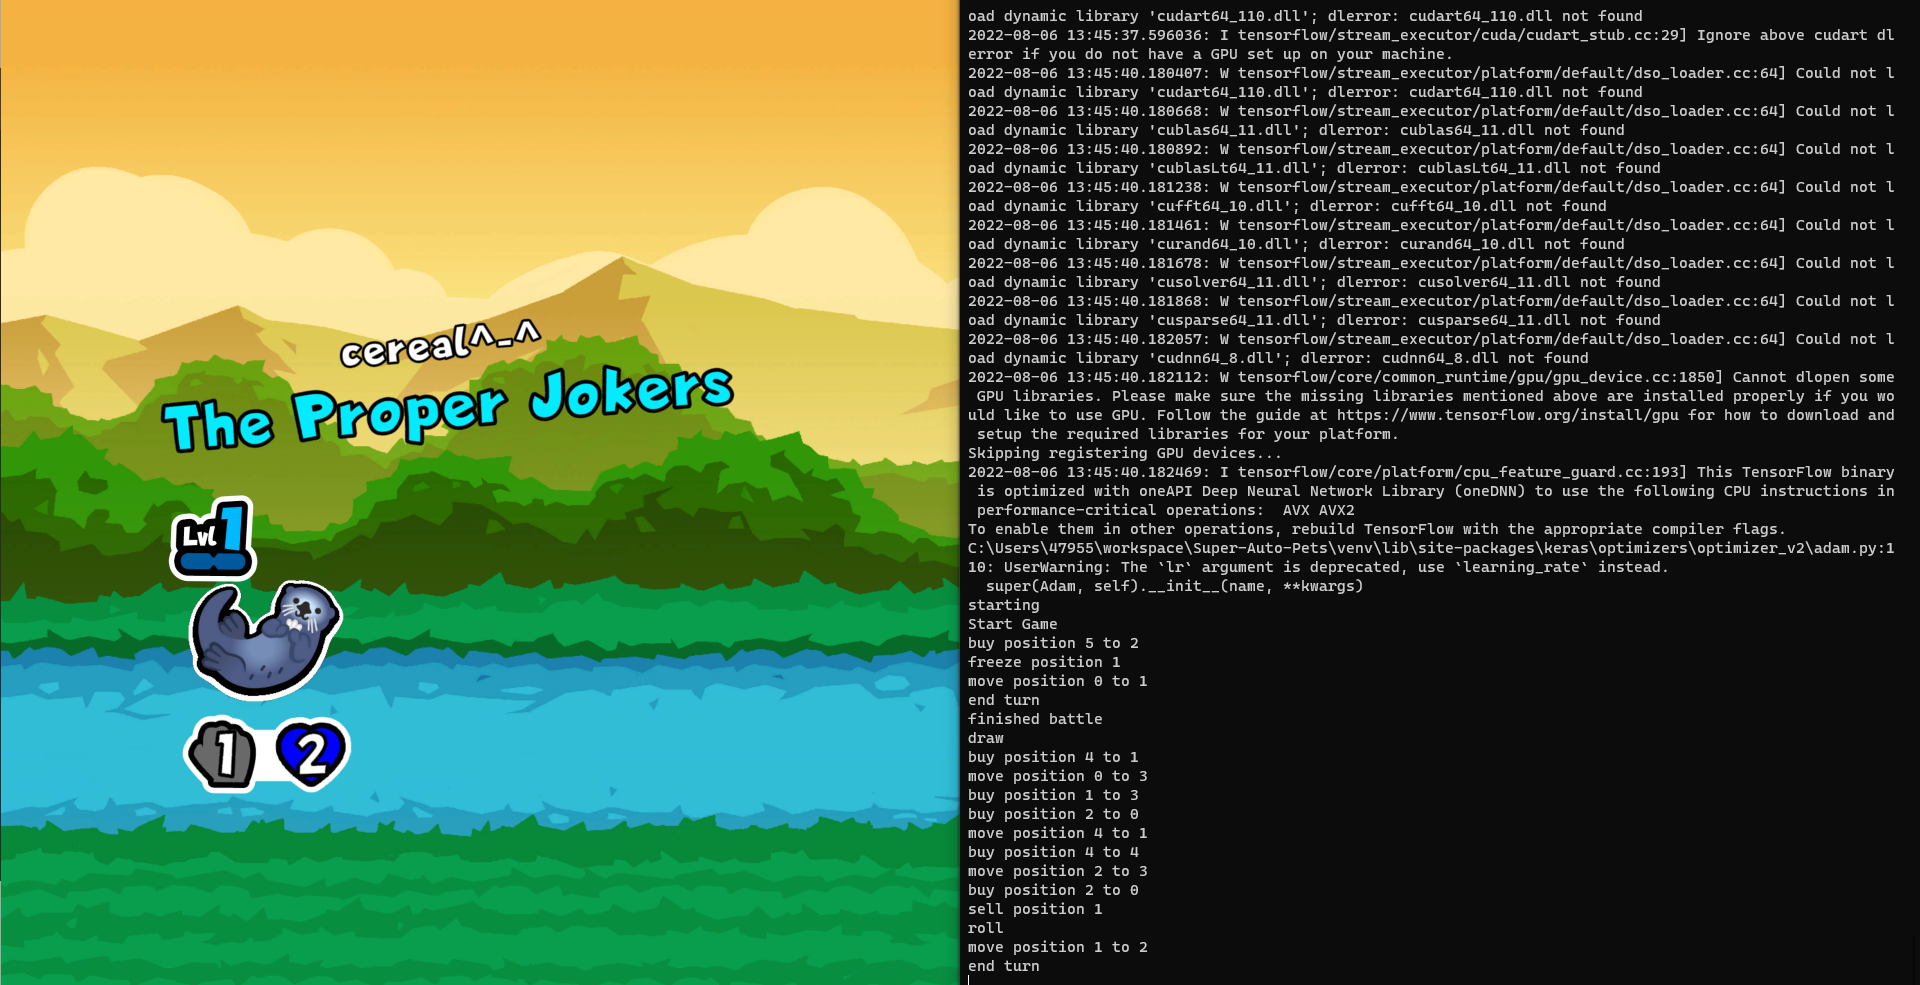 cereal^_^
The Proper Jokers
Lvl 1
1 2
oad dynamic library 'cudart64_110.dll'; dlerror: cudart64_110.dll not found
2022-08-06 13:45:37.596036: I tensorflow/stream_executor/cuda/cudart_stub.cc:29] Ignore above cudart dl
error if you do not have a GPU set up on your machine.
2022-08-06 13:45:40.180407: W tensorflow/stream_executor/platform/default/dso_loader.cc:64] Could not l
oad dynamic library 'cudart64_110.dll'; dlerror: cudart64_110.dll not found
2022-08-06 13:45:40.180668: W tensorflow/stream_executor/platform/default/dso_loader.cc:64] Could not l
oad dynamic library 'cublas64_11.dll'; dlerror: cublas64_11.dll not found
2022-08-06 13:45:40.180892: W tensorflow/stream_executor/platform/default/dso_loader.cc:64] Could not l
oad dynamic library 'cublasLt64_11.dll'; dlerror: cublasLt64_11.dll not found
2022-08-06 13:45:40.181238: W tensorflow/stream_executor/platform/default/dso_loader.cc:64] Could not l
oad dynamic library 'cufft64_10.dll'; dlerror: cufft64_10.dll not found
2022-08-06 13:45:40.181461: W tensorflow/stream_executor/platform/default/dso_loader.cc:64] Could not l
oad dynamic library 'curand64_10.dll'; dlerror: curand64_10.dll not found
2022-08-06 13:45:40.181678: W tensorflow/stream_executor/platform/default/dso_loader.cc:64] Could not l
oad dynamic library 'cusolver64_11.dll'; dlerror: cusolver64_11.dll not found
2022-08-06 13:45:40.181868: W tensorflow/stream_executor/platform/default/dso_loader.cc:64] Could not l
oad dynamic library 'cusparse64_11.dll'; dlerror: cusparse64_11.dll not found
2022-08-06 13:45:40.182057: W tensorflow/stream_executor/platform/default/dso_loader.cc:64] Could not l
oad dynamic library 'cudnn64_8.dll'; dlerror: cudnn64_8.dll not found
2022-08-06 13:45:40.182112: W tensorflow/core/common_runtime/gpu/gpu_device.cc:1850] Cannot dlopen some
 GPU libraries. Please make sure the missing libraries mentioned above are installed properly if you wo
uld like to use GPU. Follow the guide at https://www.tensorflow.org/install/gpu for how to download and
 setup the required libraries for your platform.
Skipping registering GPU devices...
2022-08-06 13:45:40.182469: I tensorflow/core/platform/cpu_feature_guard.cc:193] This TensorFlow binary
 is optimized with oneAPI Deep Neural Network Library (oneDNN) to use the following CPU instructions in
 performance-critical operations:  AVX AVX2
To enable them in other operations, rebuild TensorFlow with the appropriate compiler flags.
C:\Users\47955\workspace\Super-Auto-Pets\venv\lib\site-packages\keras\optimizers\optimizer_v2\adam.py:1
10: UserWarning: The `lr` argument is deprecated, use `learning_rate` instead.
  super(Adam, self).__init__(name, **kwargs)
starting
Start Game
buy position 5 to 2
freeze position 1
move position 0 to 1
end turn
finished battle
draw
buy position 4 to 1
move position 0 to 3
buy position 1 to 3
buy position 2 to 0
move position 4 to 1
buy position 4 to 4
move position 2 to 3
buy position 2 to 0
sell position 1
roll
move position 1 to 2
end turn